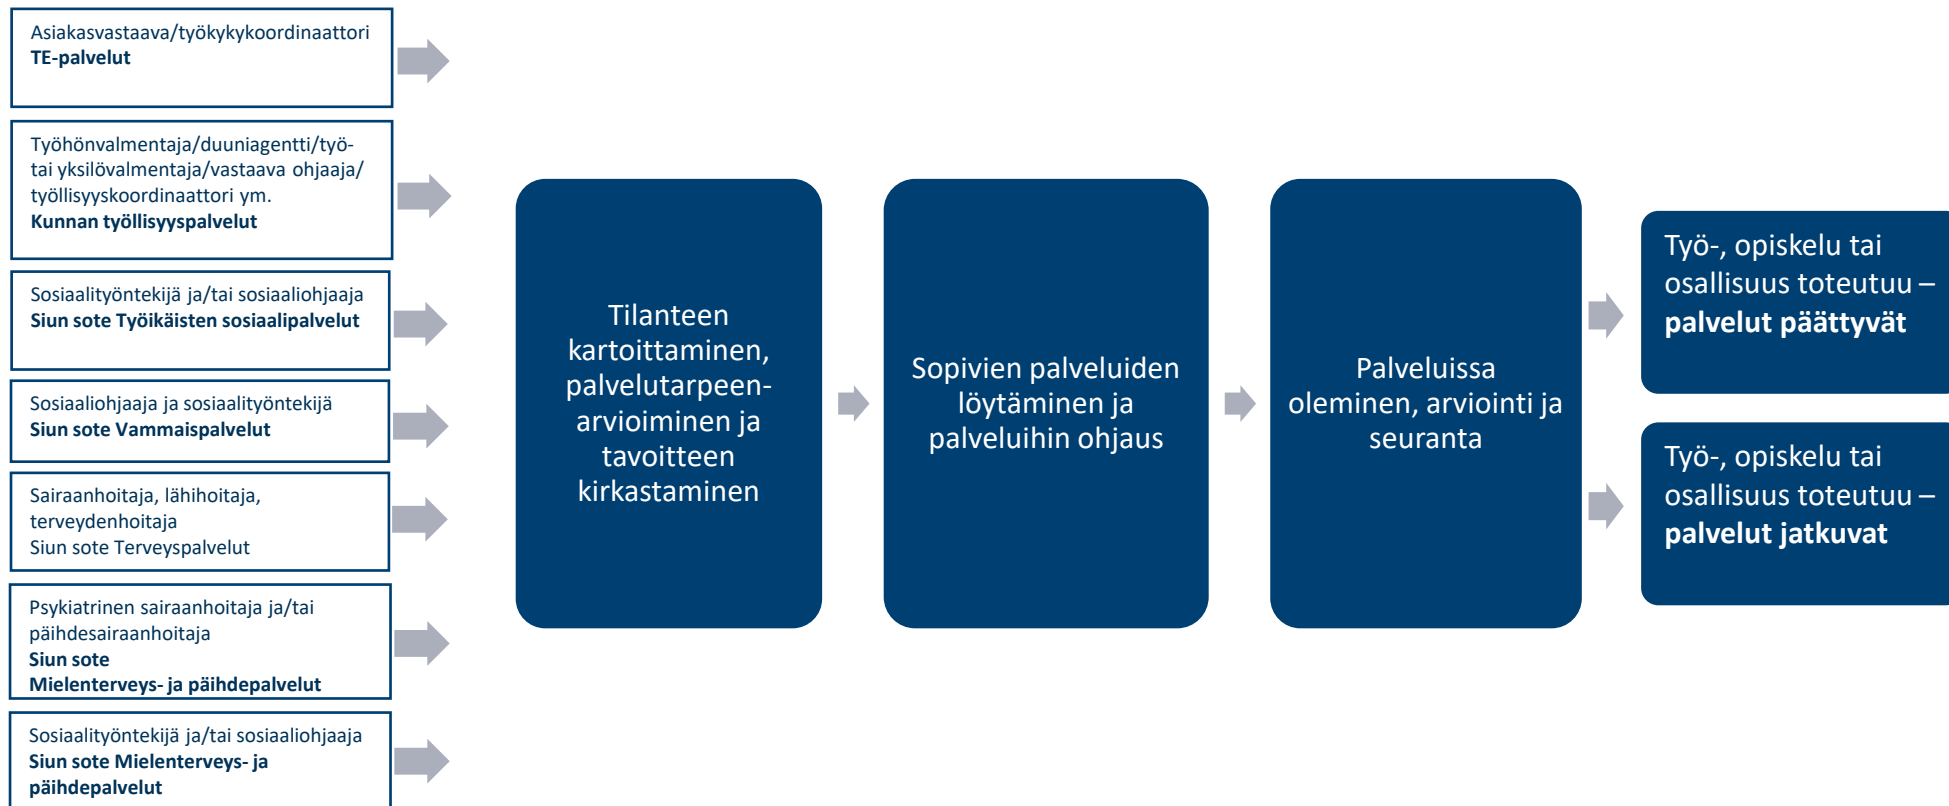 Asiakasvastaava/työkykykoordinaattori
TE-palvelut
Työhönvalmentaja/duuniagentti/työ-
tai yksilövalmentaja/vastaava ohjaaja/
työllisyyskoordinaattori ym.
Kunnan työllisyyspalvelut
Sosiaalityöntekijä ja/tai sosiaaliohjaaja
Siun sote Työikäisten sosiaalipalvelut
Sosiaaliohjaaja ja sosiaalityöntekijä
Siun sote Vammaispalvelut
Sairaanhoitaja, lähihoitaja,
terveydenhoitaja
Siun sote Terveyspalvelut
Psykiatrinen sairaanhoitaja ja/tai
päihdesairaanhoitaja
Siun sote
Mielenterveys- ja päihdepalvelut
Sosiaalityöntekijä ja/tai sosiaaliohjaaja
Siun sote Mielenterveys- ja
päihdepalvelut
Tilanteen
kartoittaminen,
palvelutarpeen-
arvioiminen ja
tavoitteen
kirkastaminen
Sopivien palveluiden
löytäminen ja
palveluihin ohjaus
Palveluissa
oleminen, arviointi ja
seuranta
Työ-, opiskelu tai
osallisuus toteutuu –
palvelut päättyvät
Työ-, opiskelu tai
osallisuus toteutuu –
palvelut jatkuvat